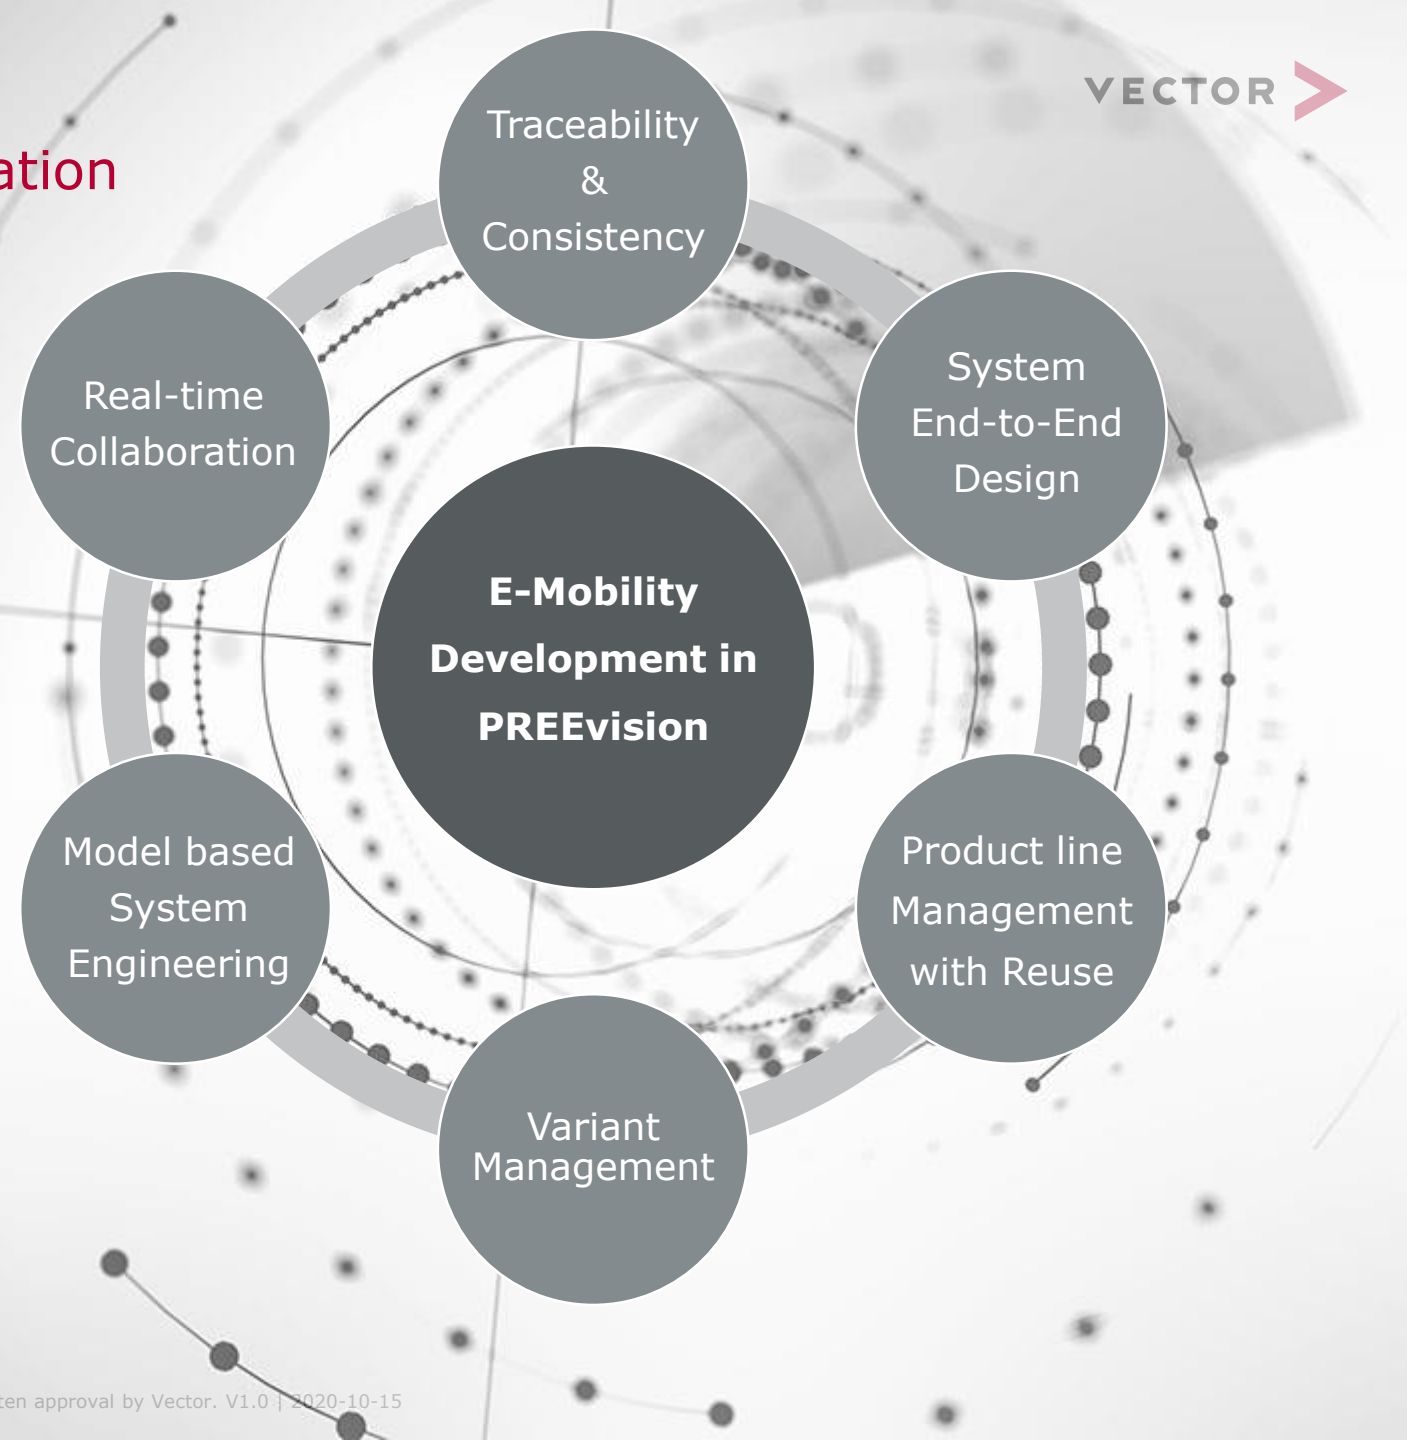 VECTOR
ation
Traceability
&
Consistency
System
End-to-End
Design
Product line
Management
with Reuse
Variant
Management
Model based
System
Engineering
Real-time
Collaboration
E-Mobility
Development in
PREEvision
ten approval by Vector. V1.0 | 2020-10-15